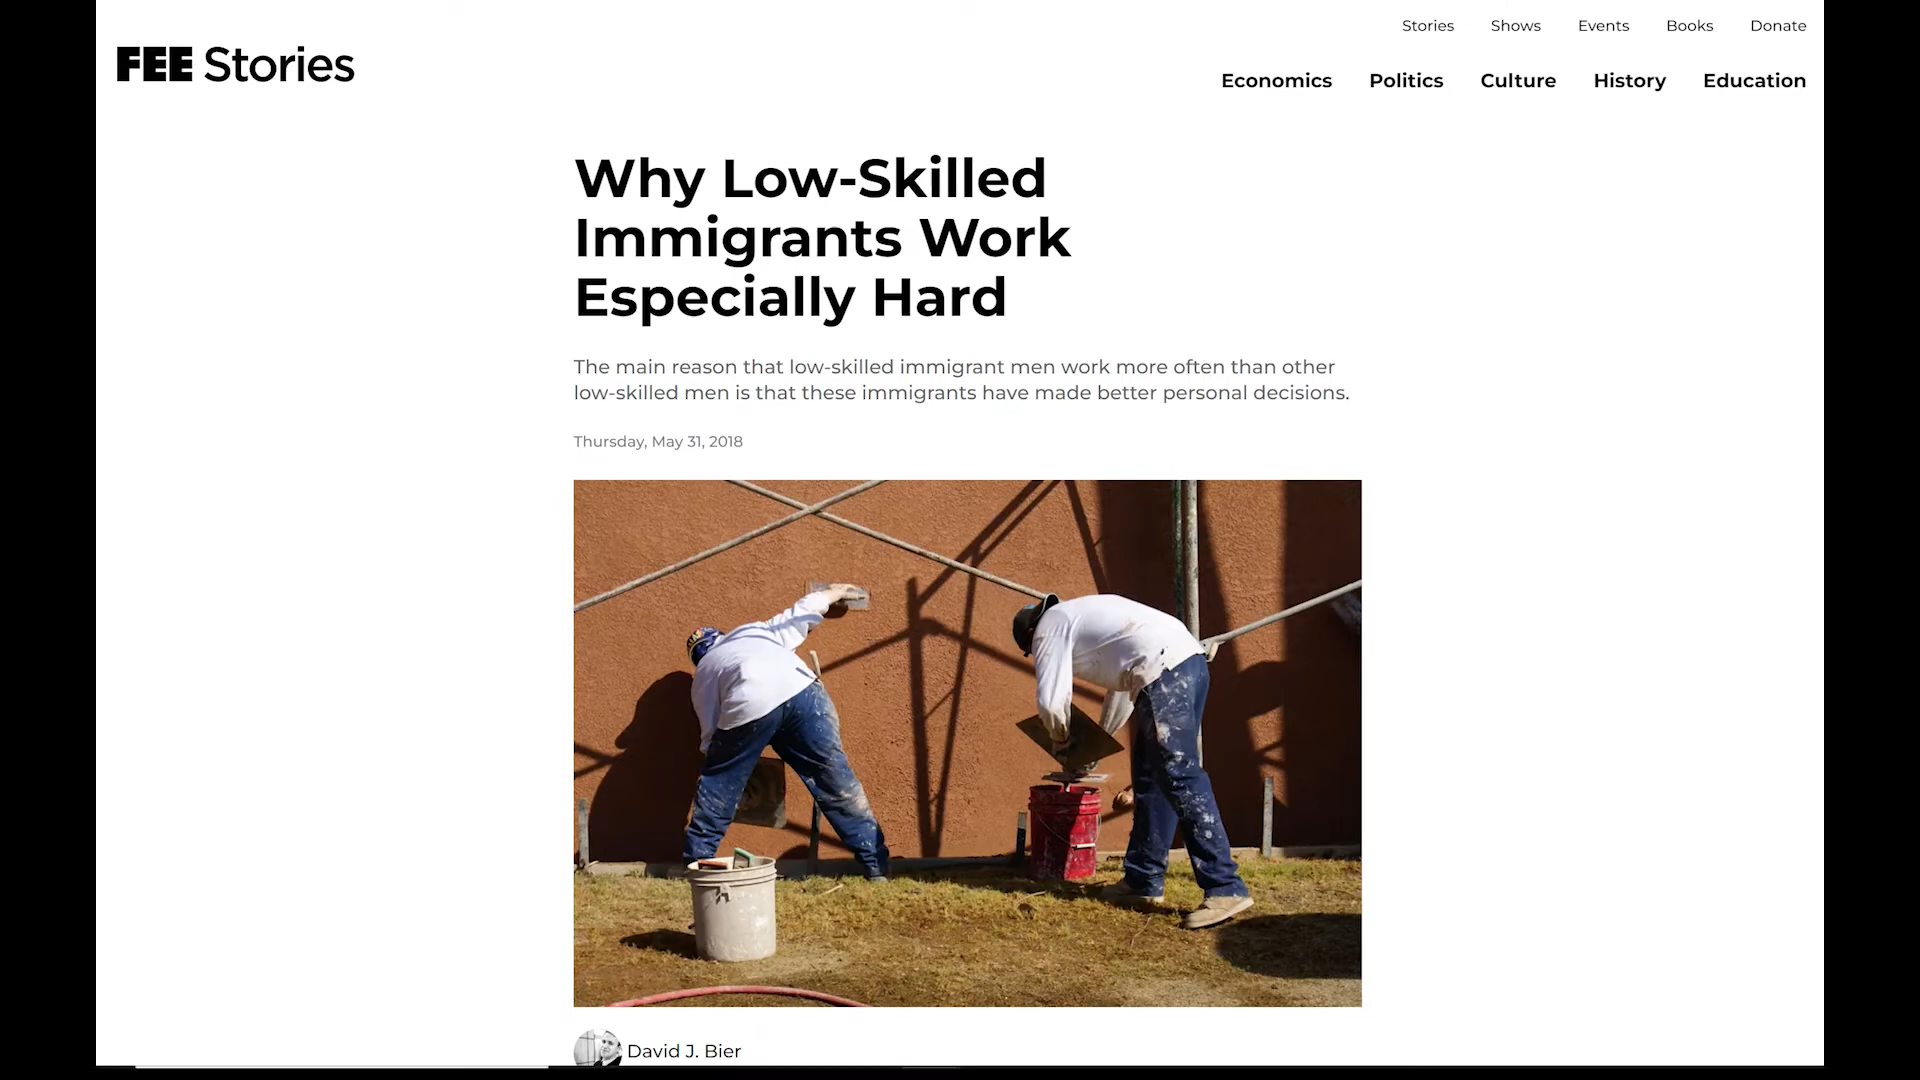 Stories Shows Events Books Donate
FEE Stories
Economics Politics Culture History Education
Why Low-Skilled
Immigrants Work
Especially Hard
The main reason that low-skilled immigrant men work more often than other
low-skilled men is that these immigrants have made better personal decisions.
Thursday, May 31, 2018
David J. Bier